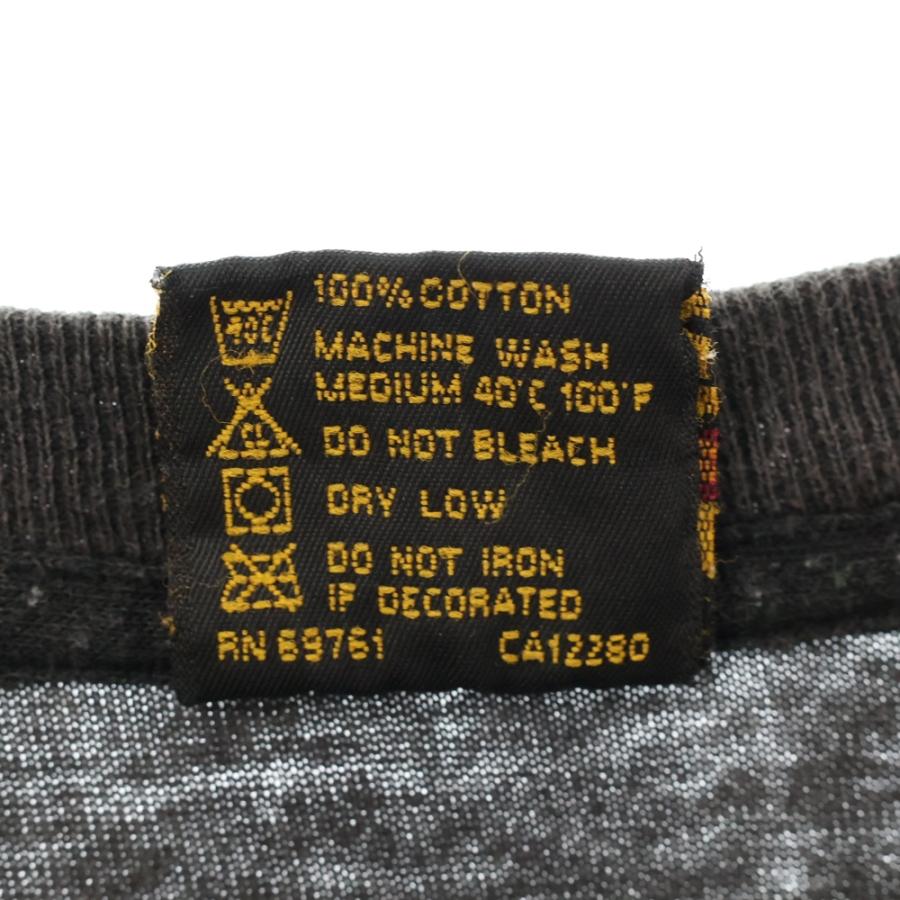 100% COTTON
40C
MACHINE WASH
MEDIUM 40°C 100°F
DO NOT BLEACH
DRY LOW
DO NOT IRON
IF DECORATED
RN 69761 CA12280